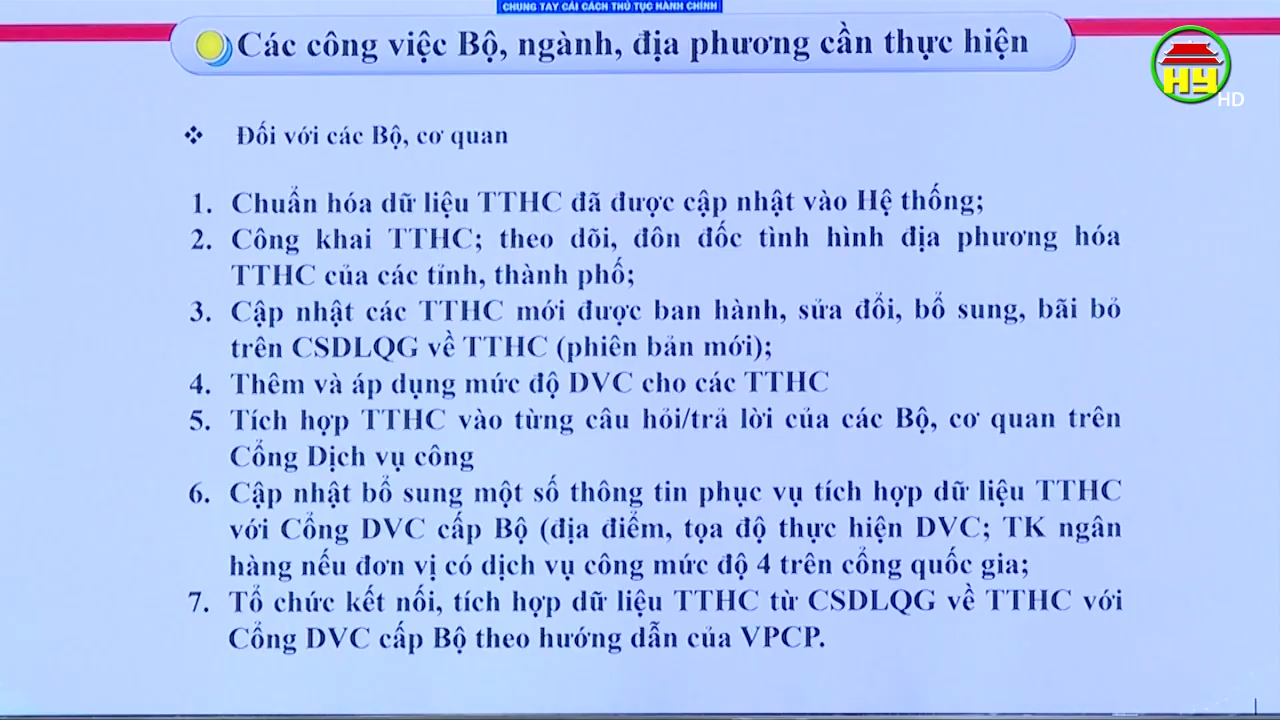 CHUNG TAY CẢI CÁCH THỦ TỤC HÀNH CHÍNH
Các công việc Bộ, ngành, địa phương cần thực hiện
HY
HD
❖ Đối với các Bộ, cơ quan
1. Chuẩn hóa dữ liệu TTHC đã được cập nhật vào Hệ thống;
2. Công khai TTHC; theo dõi, đôn đốc tình hình địa phương hóa
TTHC của các tỉnh, thành phố;
3. Cập nhật các TTHC mới được ban hành, sửa đổi, bổ sung, bãi bỏ
trên CSDLQG về TTHC (phiên bản mới);
4. Thêm và áp dụng mức độ DVC cho các TTHC
5. Tích hợp TTHC vào từng câu hỏi/trả lời của các Bộ, cơ quan trên
Cổng Dịch vụ công
6. Cập nhật bổ sung một số thông tin phục vụ tích hợp dữ liệu TTHC
với Cổng DVC cấp Bộ (địa điểm, tọa độ thực hiện DVC; TK ngân
hàng nếu đơn vị có dịch vụ công mức độ 4 trên cổng quốc gia;
7. Tổ chức kết nối, tích hợp dữ liệu TTHC từ CSDLQG về TTHC với
Cổng DVC cấp Bộ theo hướng dẫn của VPCP.